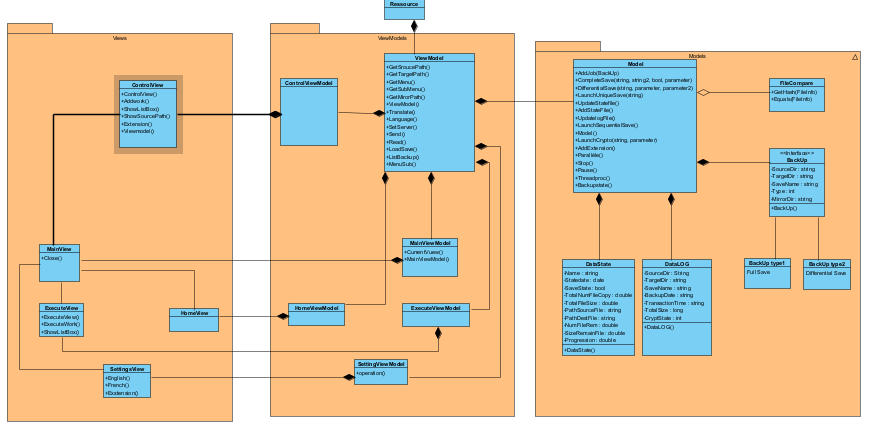 Ressource
Views
ControlView
+ControlView()
+Addwork()
+ShowListBox()
+ShowSourcePath()
+Extension()
+Viewmodel()
MainView
+Close()
ExecuteView
+ExecuteView()
+ExecuteWork()
+ShowListBox()
HomeView
SettingsView
+English()
+French()
+Exstension()
ViewModels
ControlViewModel
ViewModel
+GetSrourcePath()
+GetTargetPath()
+GetMenu()
+GetSubMenu()
+GetMirrorPath()
+ViewModel()
+Translate()
+Language()
+SetServer()
+Send()
+Read()
+LoadSave()
+ListBackup()
+MenuSub()
MainViewModel
+CurrentVueew()
+MainViewModel()
HomeViewModel
ExecuteViewModel
SettingViewModel
+operation()
Models
Model
+AddJob(BackUp)
+CompleteSave(string, string2, bool, parameter)
+DifferentialSave(string, parameter, parameter2)
+LaunchUniqueSave(string)
+UpdateStatefile()
+AddStateFile()
+UpdatelogFile()
+LaunchSequentialSave()
+Model()
+LaunchCrypto(string, parameter)
+AddExtension()
+Parallèle()
+Stop()
+Pause()
+Threadproc()
+Backupstate()
FileCompare
+GetHash(FileInfo)
+Equals(FileInfo)
<<Interface>>
BackUp
-SourceDir : string
-TargetDir : string
-SaveName : string
-Type : int
-MirrorDir : string
+BackUp()
BackUp type1
Full Save
BackUp type2
Differential Save
DataState
-Name : string
-Statedate : date
-SaveState : bool
-TotalNumFileCopy : double
-TotalFileSize : double
-PathSourceFile : string
-PathDestFile : string
-NumFileRem : double
-SizeRemainFile : double
-Progression : double
+DataState()
DataLOG
-SourceDir : String
-TargetDir : string
-SaveName : string
-BackupDate : string
-TransactionTime : string
-TotalSize : long
-CryptState : int
+DataLOG()